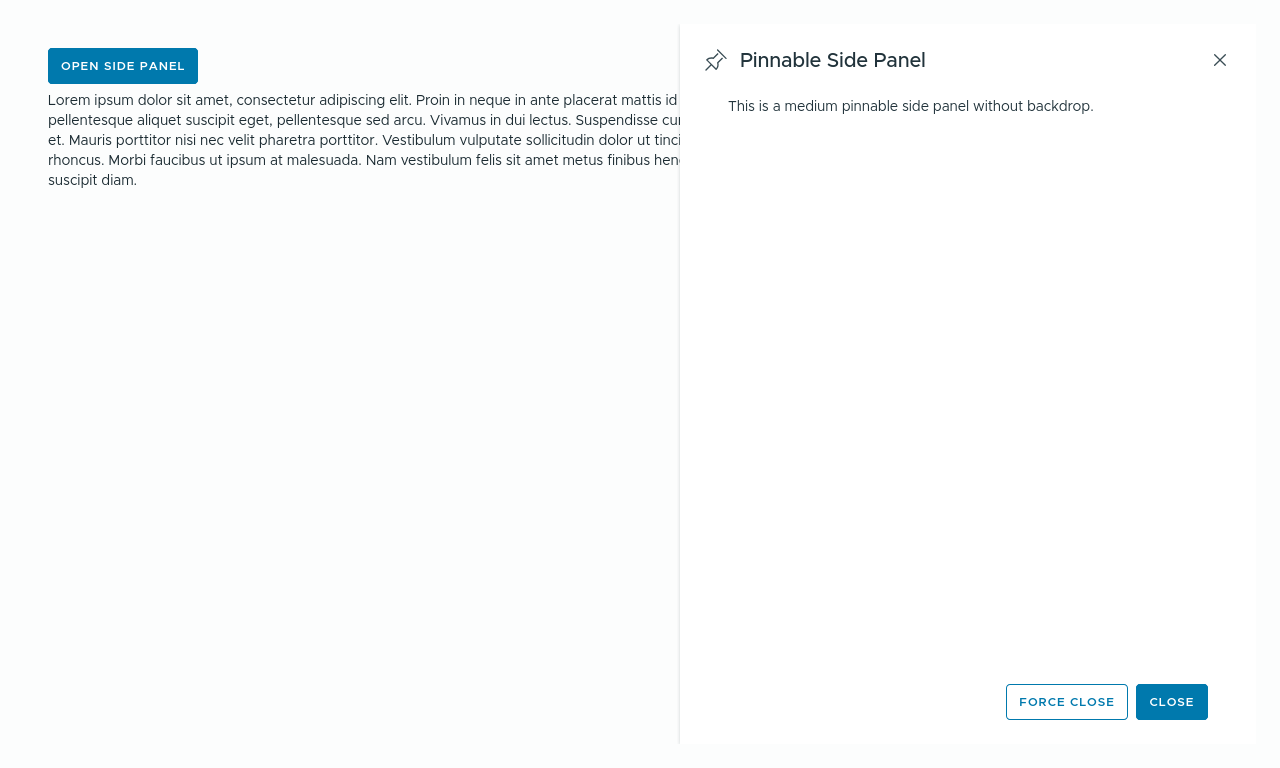 OPEN SIDE PANEL
Lorem ipsum dolor sit amet, consectetur adipiscing elit. Proin in neque in ante placerat mattis id
pellentesque aliquet suscipit eget, pellentesque sed arcu. Vivamus in dui lectus. Suspendisse
et. Mauris porttitor nisi nec velit pharetra porttitor. Vestibulum vulputate sollicitudin dolor ut
rhoncus. Morbi faucibus ut ipsum at malesuada. Nam vestibulum felis sit amet metus finibus
suscipit diam.
Pinnable Side Panel
This is a medium pinnable side panel without backdrop.
FORCE CLOSE
CLOSE